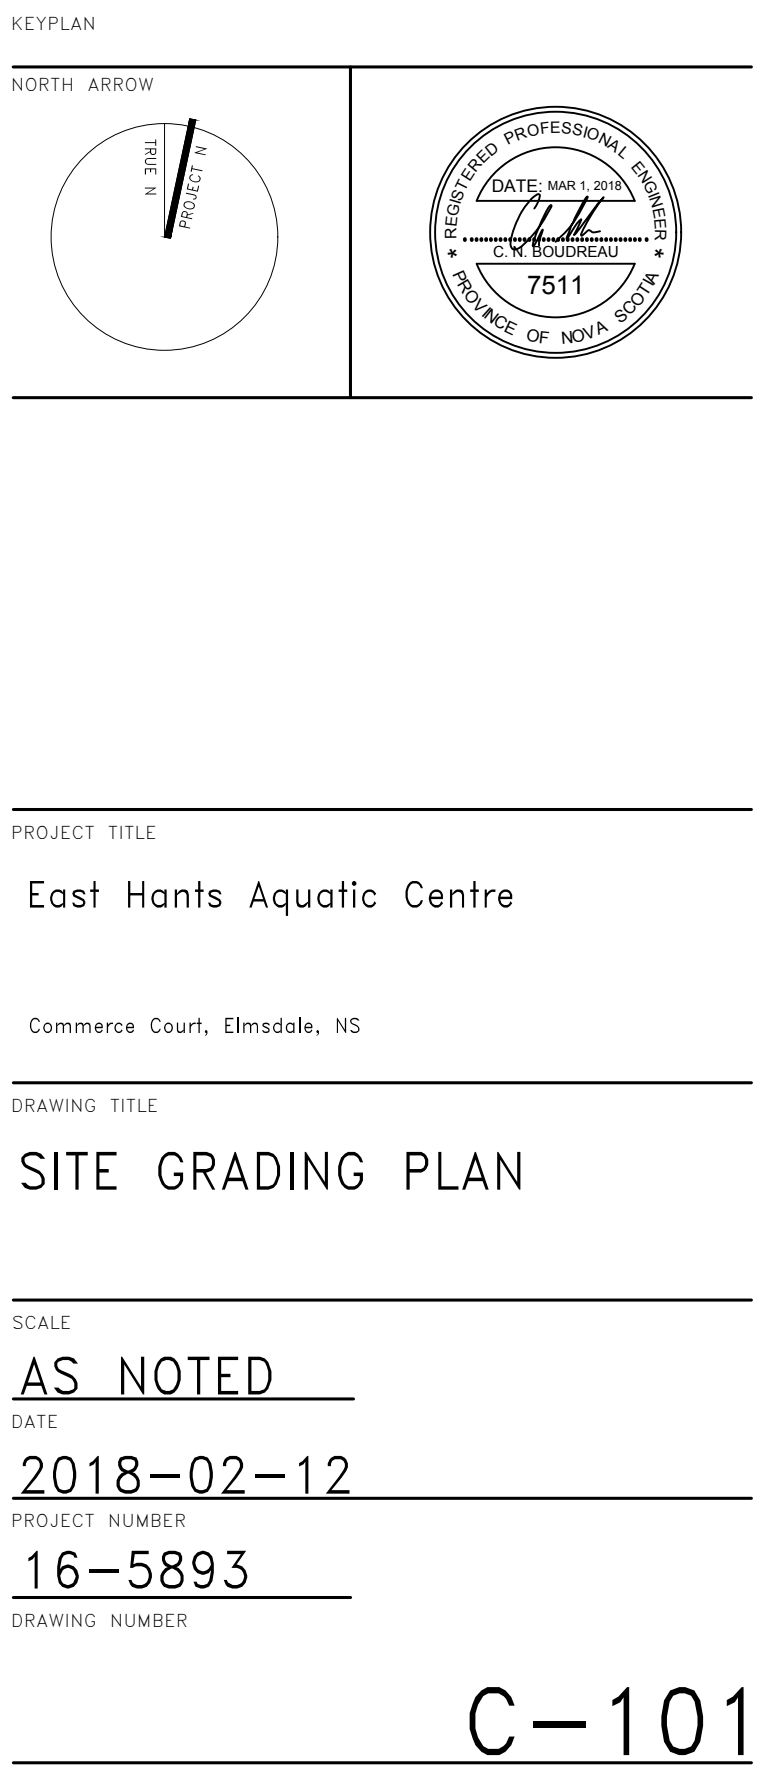 KEYPLAN
NORTH ARROW
TRUE N
PROJECT N
REGISTERED PROFESSIONAL ENGINEER
DATE: MAR 1, 2018
C. N. BOUDREAU
7511
* PROVINCE OF NOVA SCOTIA *
PROJECT TITLE
East Hants Aquatic Centre
Commerce Court, Elmsdale, NS
DRAWING TITLE
SITE GRADING PLAN
SCALE
AS NOTED
DATE
2018-02-12
PROJECT NUMBER
16-5893
DRAWING NUMBER
C-101